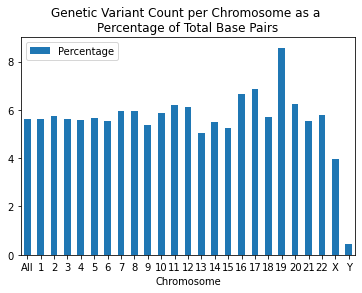 Genetic Variant Count per Chromosome as a
Percentage of Total Base Pairs
Percentage
8
6
4
2
0
All 1 2 3 4 5 6 7 8 9 10 11 12 13 14 15 16 17 18 19 20 21 22 X Y
Chromosome